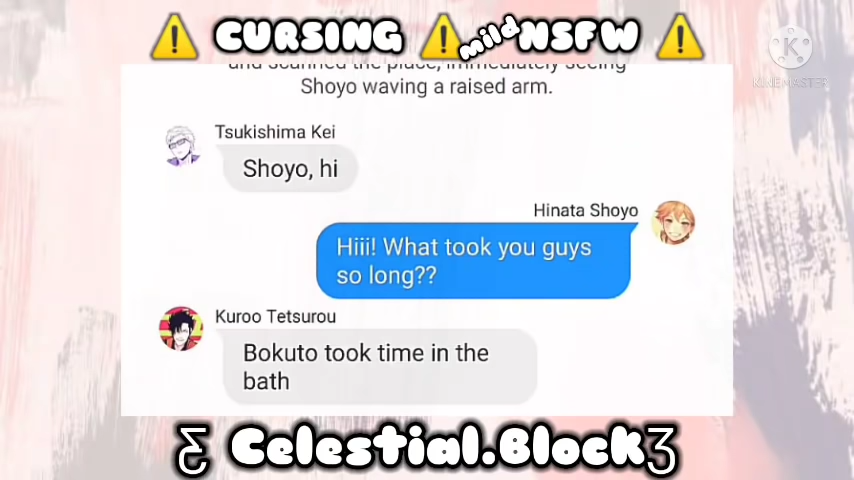 ⚠️ CURSING ⚠️ mild NSFW ⚠️
KINEMASTER
and scanned the place, immediately seeing
Shoyo waving a raised arm.
Tsukishima Kei
Shoyo, hi
Hinata Shoyo
Hiii! What took you guys
so long??
Kuroo Tetsurou
Bokuto took time in the
bath
Ƹ Celestial.Block Ʒ